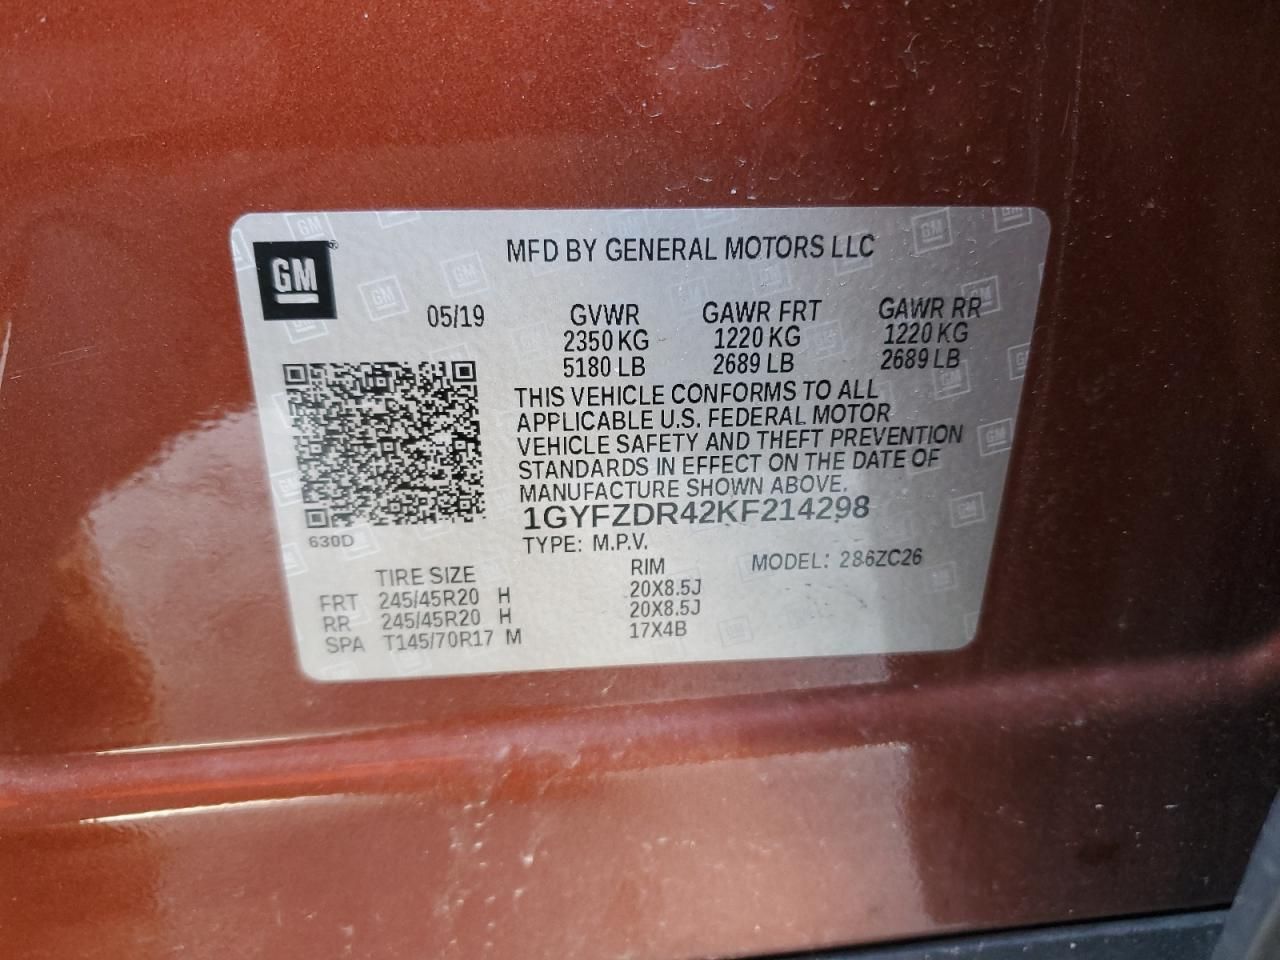 GM
MFD BY GENERAL MOTORS LLC
05/19 GVWR GAWR FRT GAWR RR
2350 KG 1220 KG 1220 KG
5180 LB 2689 LB 2689 LB
THIS VEHICLE CONFORMS TO ALL
APPLICABLE U.S. FEDERAL MOTOR
VEHICLE SAFETY AND THEFT PREVENTION
STANDARDS IN EFFECT ON THE DATE OF
MANUFACTURE SHOWN ABOVE.
1GYFZDR42KF214298
630D
TYPE: M.P.V. MODEL: 286ZC26
TIRE SIZE RIM
FRT 245/45R20 H 20X8.5J
RR 245/45R20 H 20X8.5J
SPA T145/70R17 M 17X4B